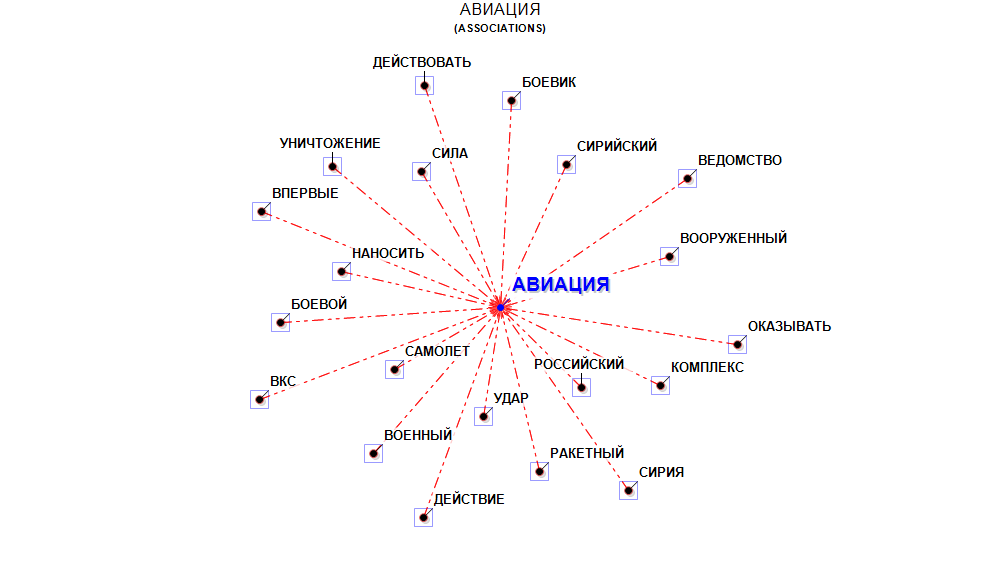 АВИАЦИЯ
(ASSOCIATIONS)
ДЕЙСТВОВАТЬ
БОЕВИК
УНИЧТОЖЕНИЕ
СИЛА
СИРИЙСКИЙ
ВЕДОМСТВО
ВПЕРВЫЕ
ВООРУЖЕННЫЙ
НАНОСИТЬ
АВИАЦИЯ
БОЕВОЙ
ОКАЗЫВАТЬ
САМОЛЕТ
РОССИЙСКИЙ
КОМПЛЕКС
ВКС
УДАР
ВОЕННЫЙ
РАКЕТНЫЙ
СИРИЯ
ДЕЙСТВИЕ